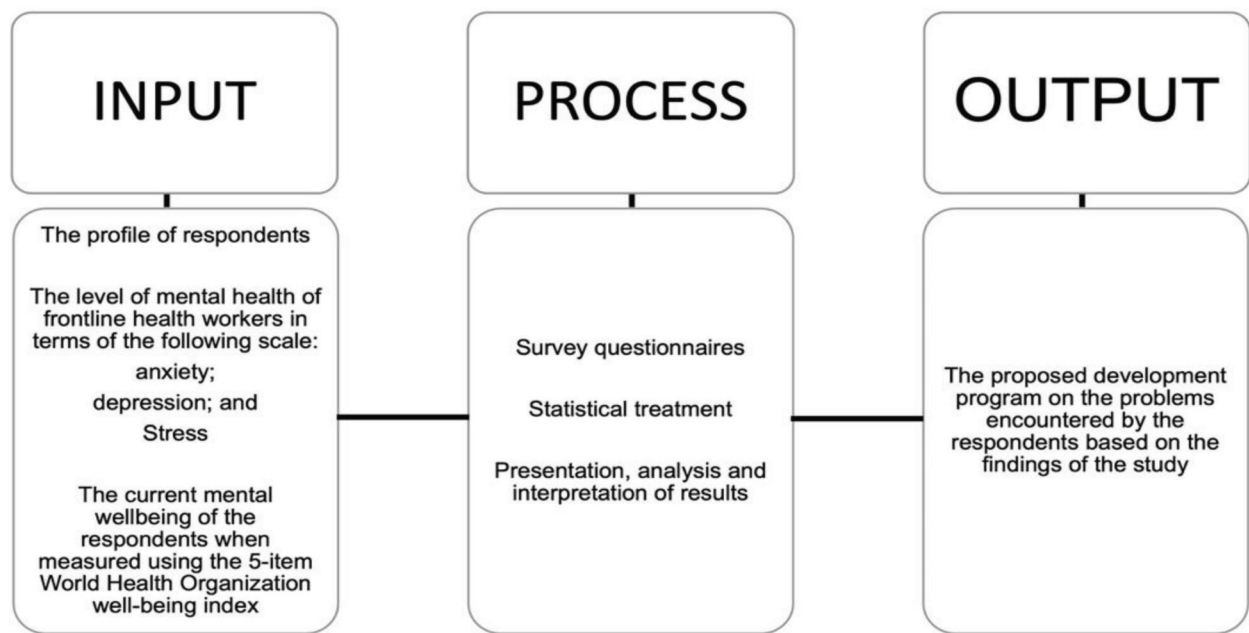 INPUT
The profile of respondents
The level of mental health of
frontline health workers in
terms of the following scale:
anxiety;
depression; and
Stress
The current mental
wellbeing of the
respondents when
measured using the 5-item
World Health Organization
well-being index
PROCESS
Survey questionnaires
Statistical treatment
Presentation, analysis and
interpretation of results
OUTPUT
The proposed development
program on the problems
encountered by the
respondents based on the
findings of the study